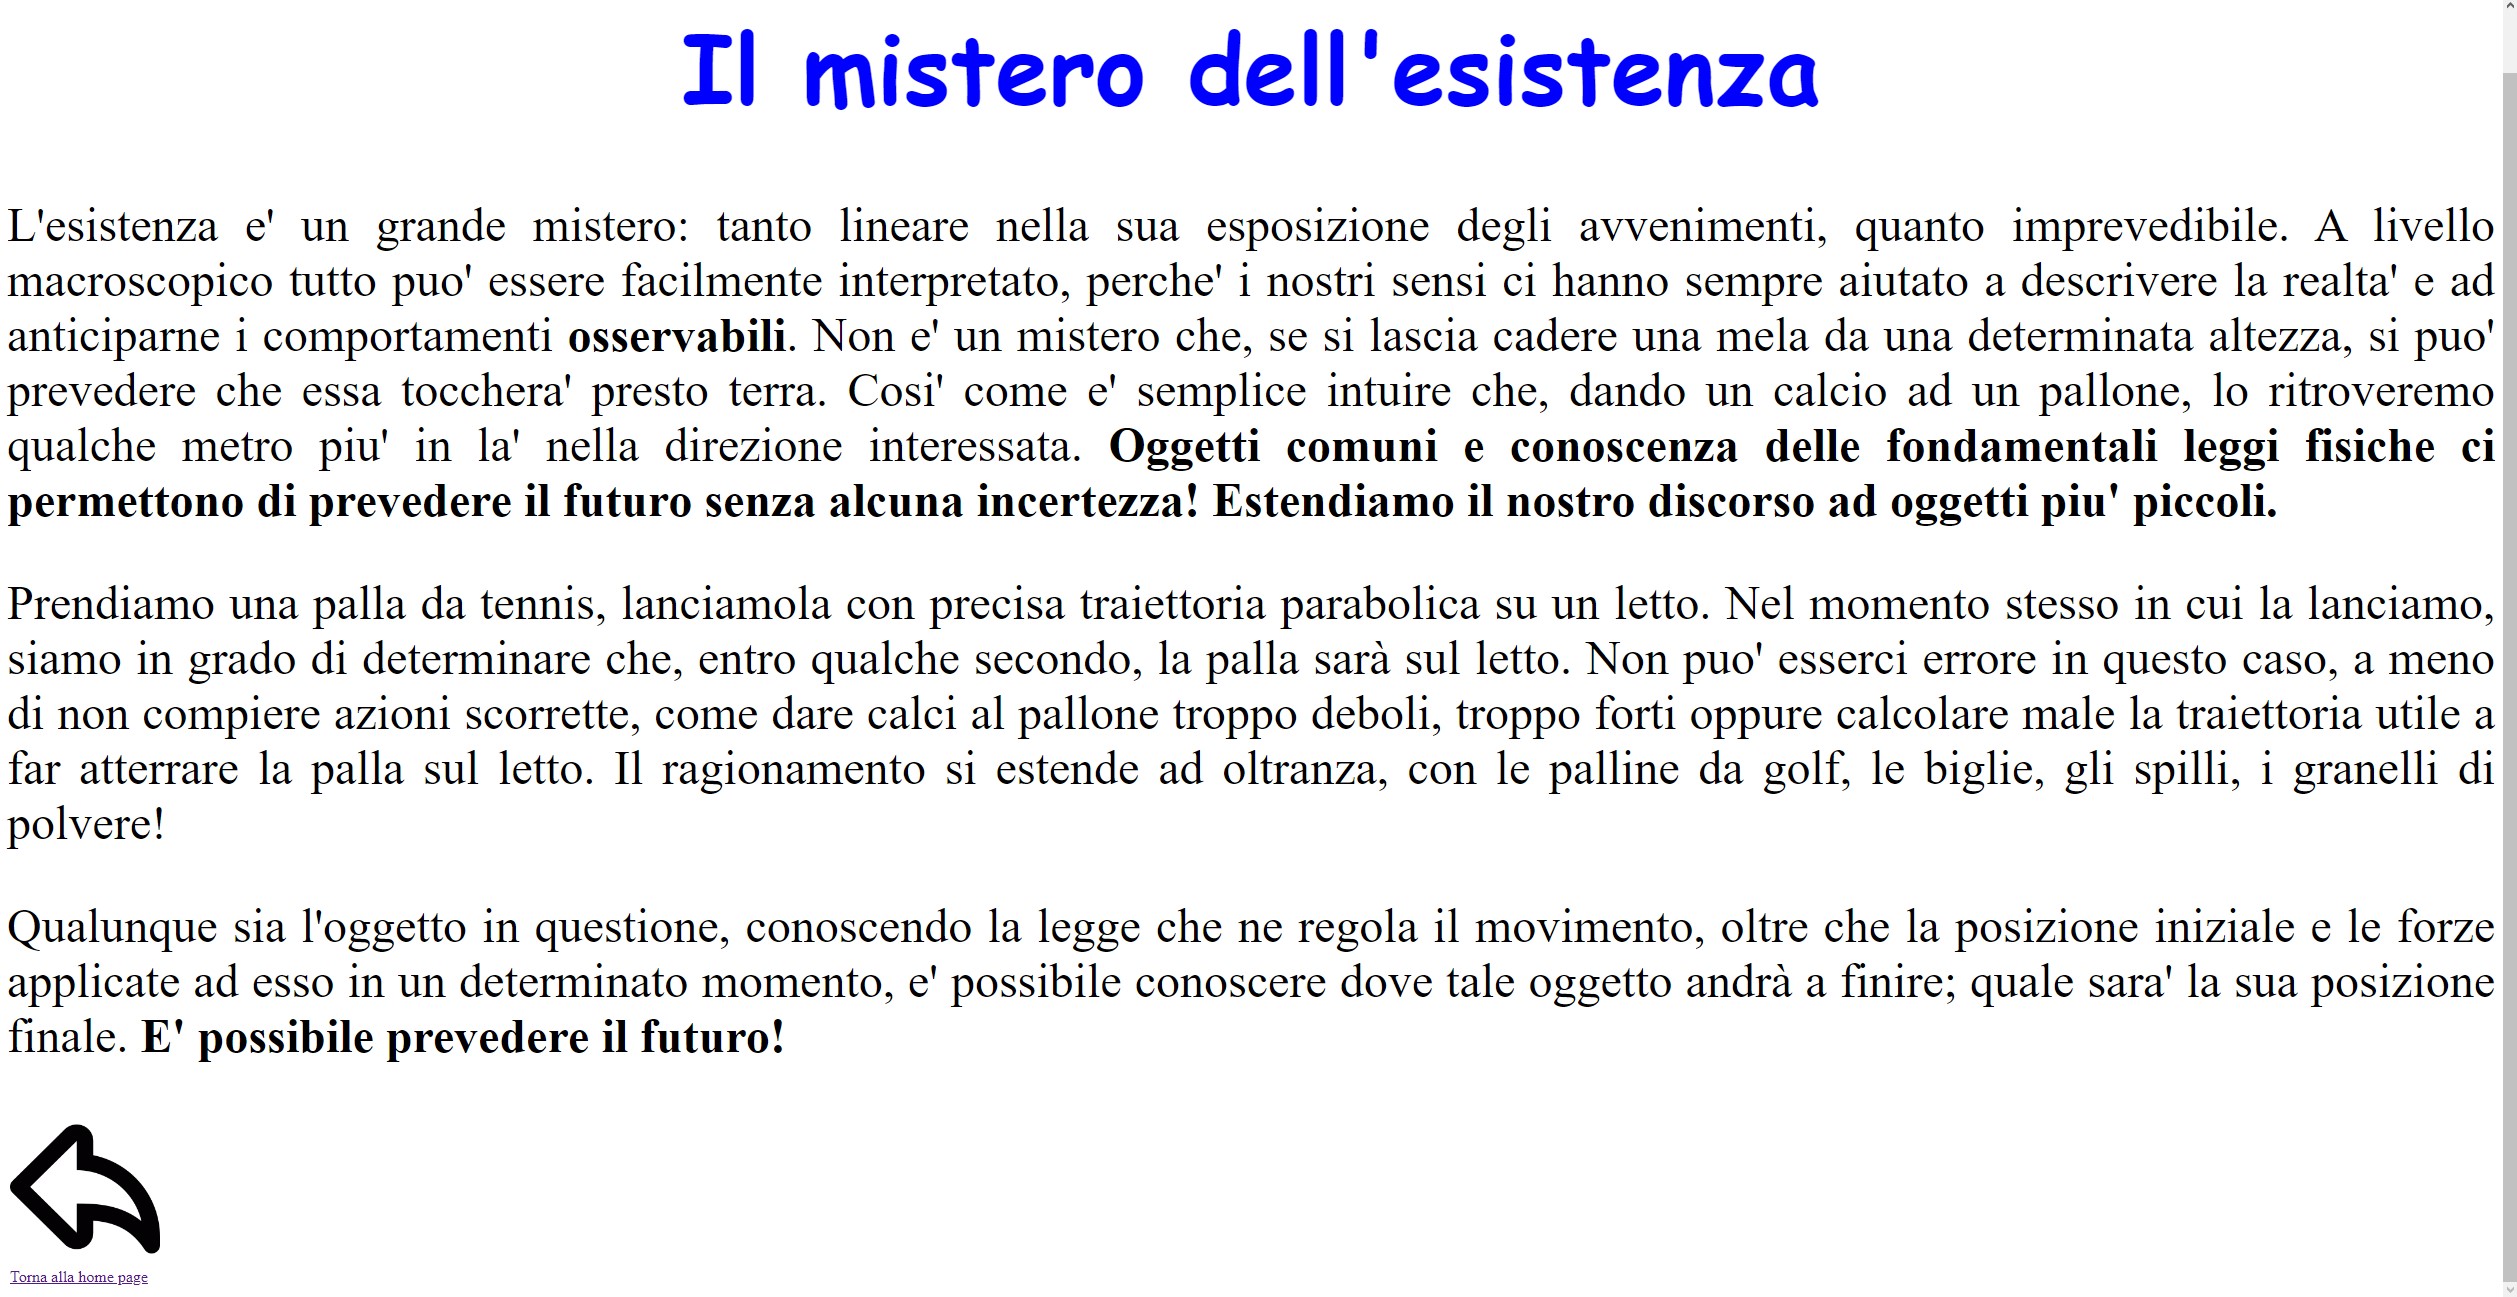 Il mistero dell'esistenza
L'esistenza e' un grande mistero: tanto lineare nella sua esposizione degli avvenimenti, quanto imprevedibile. A livello
macroscopico tutto puo' essere facilmente interpretato, perche' i nostri sensi ci hanno sempre aiutato a descrivere la realta' e ad
anticiparne i comportamenti osservabili. Non e' un mistero che, se si lascia cadere una mela da una determinata altezza, si puo'
prevedere che essa tocchera' presto terra. Cosi' come e' semplice intuire che, dando un calcio ad un pallone, lo ritroveremo
qualche metro piu' in la' nella direzione interessata. Oggetti comuni e conoscenza delle fondamentali leggi fisiche ci
permettono di prevedere il futuro senza alcuna incertezza! Estendiamo il nostro discorso ad oggetti piu' piccoli.
Prendiamo una palla da tennis, lanciamola con precisa traiettoria parabolica su un letto. Nel momento stesso in cui la lanciamo,
siamo in grado di determinare che, entro qualche secondo, la palla sarà sul letto. Non puo' esserci errore in questo caso, a meno
di non compiere azioni scorrette, come dare calci al pallone troppo deboli, troppo forti oppure calcolare male la traiettoria utile a
far atterrare la palla sul letto. Il ragionamento si estende ad oltranza, con le palline da golf, le biglie, gli spilli, i granelli di
polvere!
Qualunque sia l'oggetto in questione, conoscendo la legge che ne regola il movimento, oltre che la posizione iniziale e le forze
applicate ad esso in un determinato momento, e' possibile conoscere dove tale oggetto andrà a finire; quale sara' la sua posizione
finale. E' possibile prevedere il futuro!
Torna alla home page